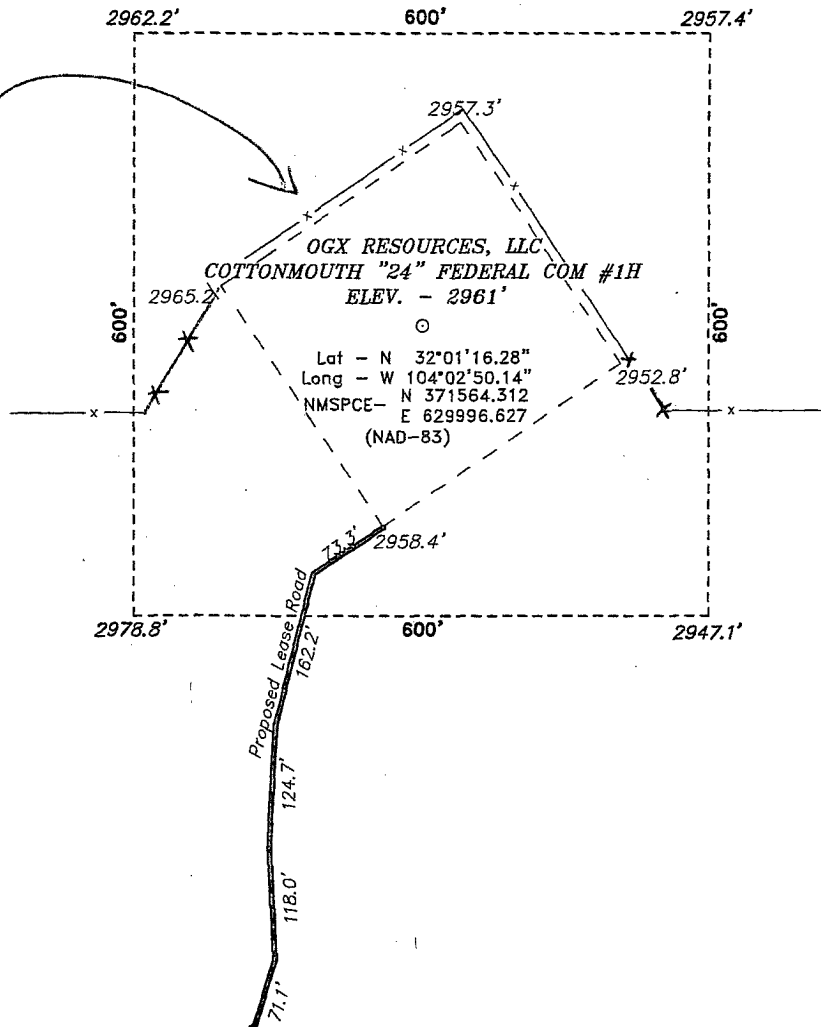 2962.2' 600' 2957.4'
2957.3'
OGX RESOURCES, LLC
COTTONMOUTH "24" FEDERAL COM #1H
2965.2' ELEV. - 2961'
600' 600'
Lat - N 32°01'16.28"
Long - W 104°02'50.14"
NMSPCE- N 371564.312
E 629996.627
(NAD-83)
2952.8'
73.3' 2958.4'
2978.8' 600' 2947.1'
Proposed Lease Road
162.2'
124.7'
118.0'
71.1'